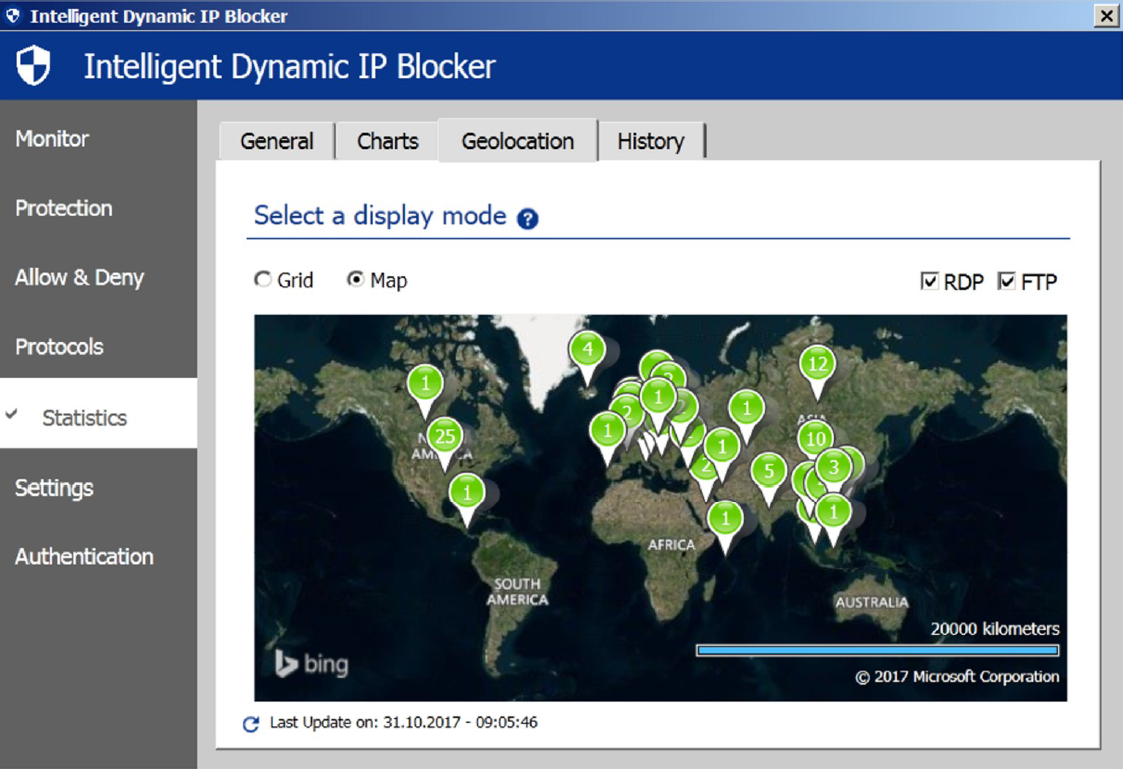 Intelligent Dynamic IP Blocker
Intelligent Dynamic IP Blocker
Monitor
Protection
Allow & Deny
Protocols
Statistics
Settings
Authentication
General Charts Geolocation History
Select a display mode ?
Grid Map RDP FTP
4
12
1
1
1
2
2
1
25
10
1
1
2
5
3
1
1
1
ASIA
AMERICA
AFRICA
SOUTH
AMERICA
AUSTRALIA
20000 kilometers
bing
© 2017 Microsoft Corporation
Last Update on: 31.10.2017 - 09:05:46